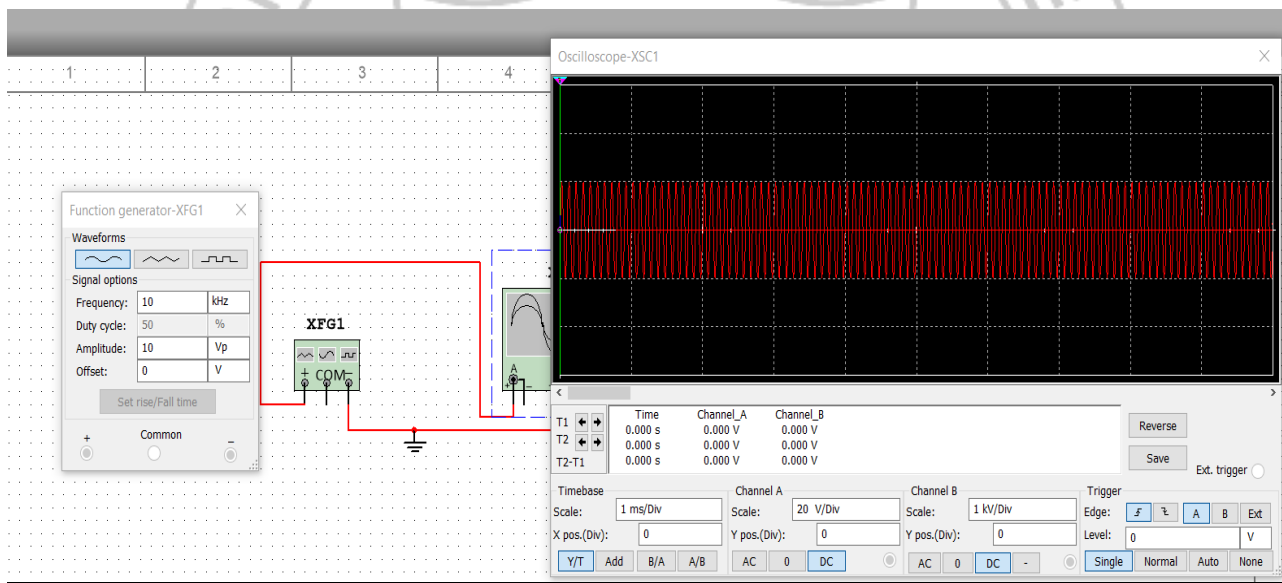 1 2 3 4
Oscilloscope-XSC1
Function generator-XFG1
Waveforms
Signal options
Frequency: 10 kHz
Duty cycle: 50 %
Amplitude: 10 Vp
Offset: 0 V
Set rise/Fall time
+ Common -
XFG1
+ COM -
A
+ -
T1
T2
T2-T1
Time Channel_A Channel_B
0.000 s 0.000 V 0.000 V
0.000 s 0.000 V 0.000 V
0.000 s 0.000 V 0.000 V
Reverse
Save
Ext. trigger
Timebase
Scale: 1 ms/Div
X pos.(Div): 0
Y/T Add B/A A/B
Channel A
Scale: 20 V/Div
Y pos.(Div): 0
AC 0 DC
Channel B
Scale: 1 kV/Div
Y pos.(Div): 0
AC 0 DC -
Trigger
Edge: A B Ext
Level: 0 V
Single Normal Auto None